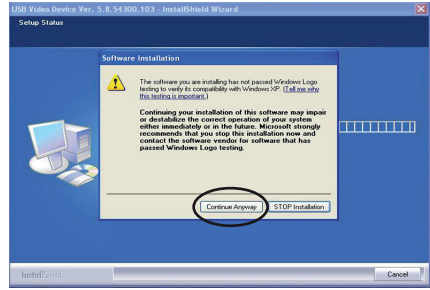 USB Video Device Ver. 5.8.54300.103 - InstallShield Wizard
Setup Status
Software Installation
The software you are installing has not passed Windows Logo
testing to verify its compatibility with Windows XP. (Tell me why
this testing is important.)
Continuing your installation of this software may impair
or destabilize the correct operation of your system
either immediately or in the future. Microsoft strongly
recommends that you stop this installation now and
contact the software vendor for software that has
passed Windows Logo testing.
Continue Anyway
STOP Installation
InstallShield
Cancel